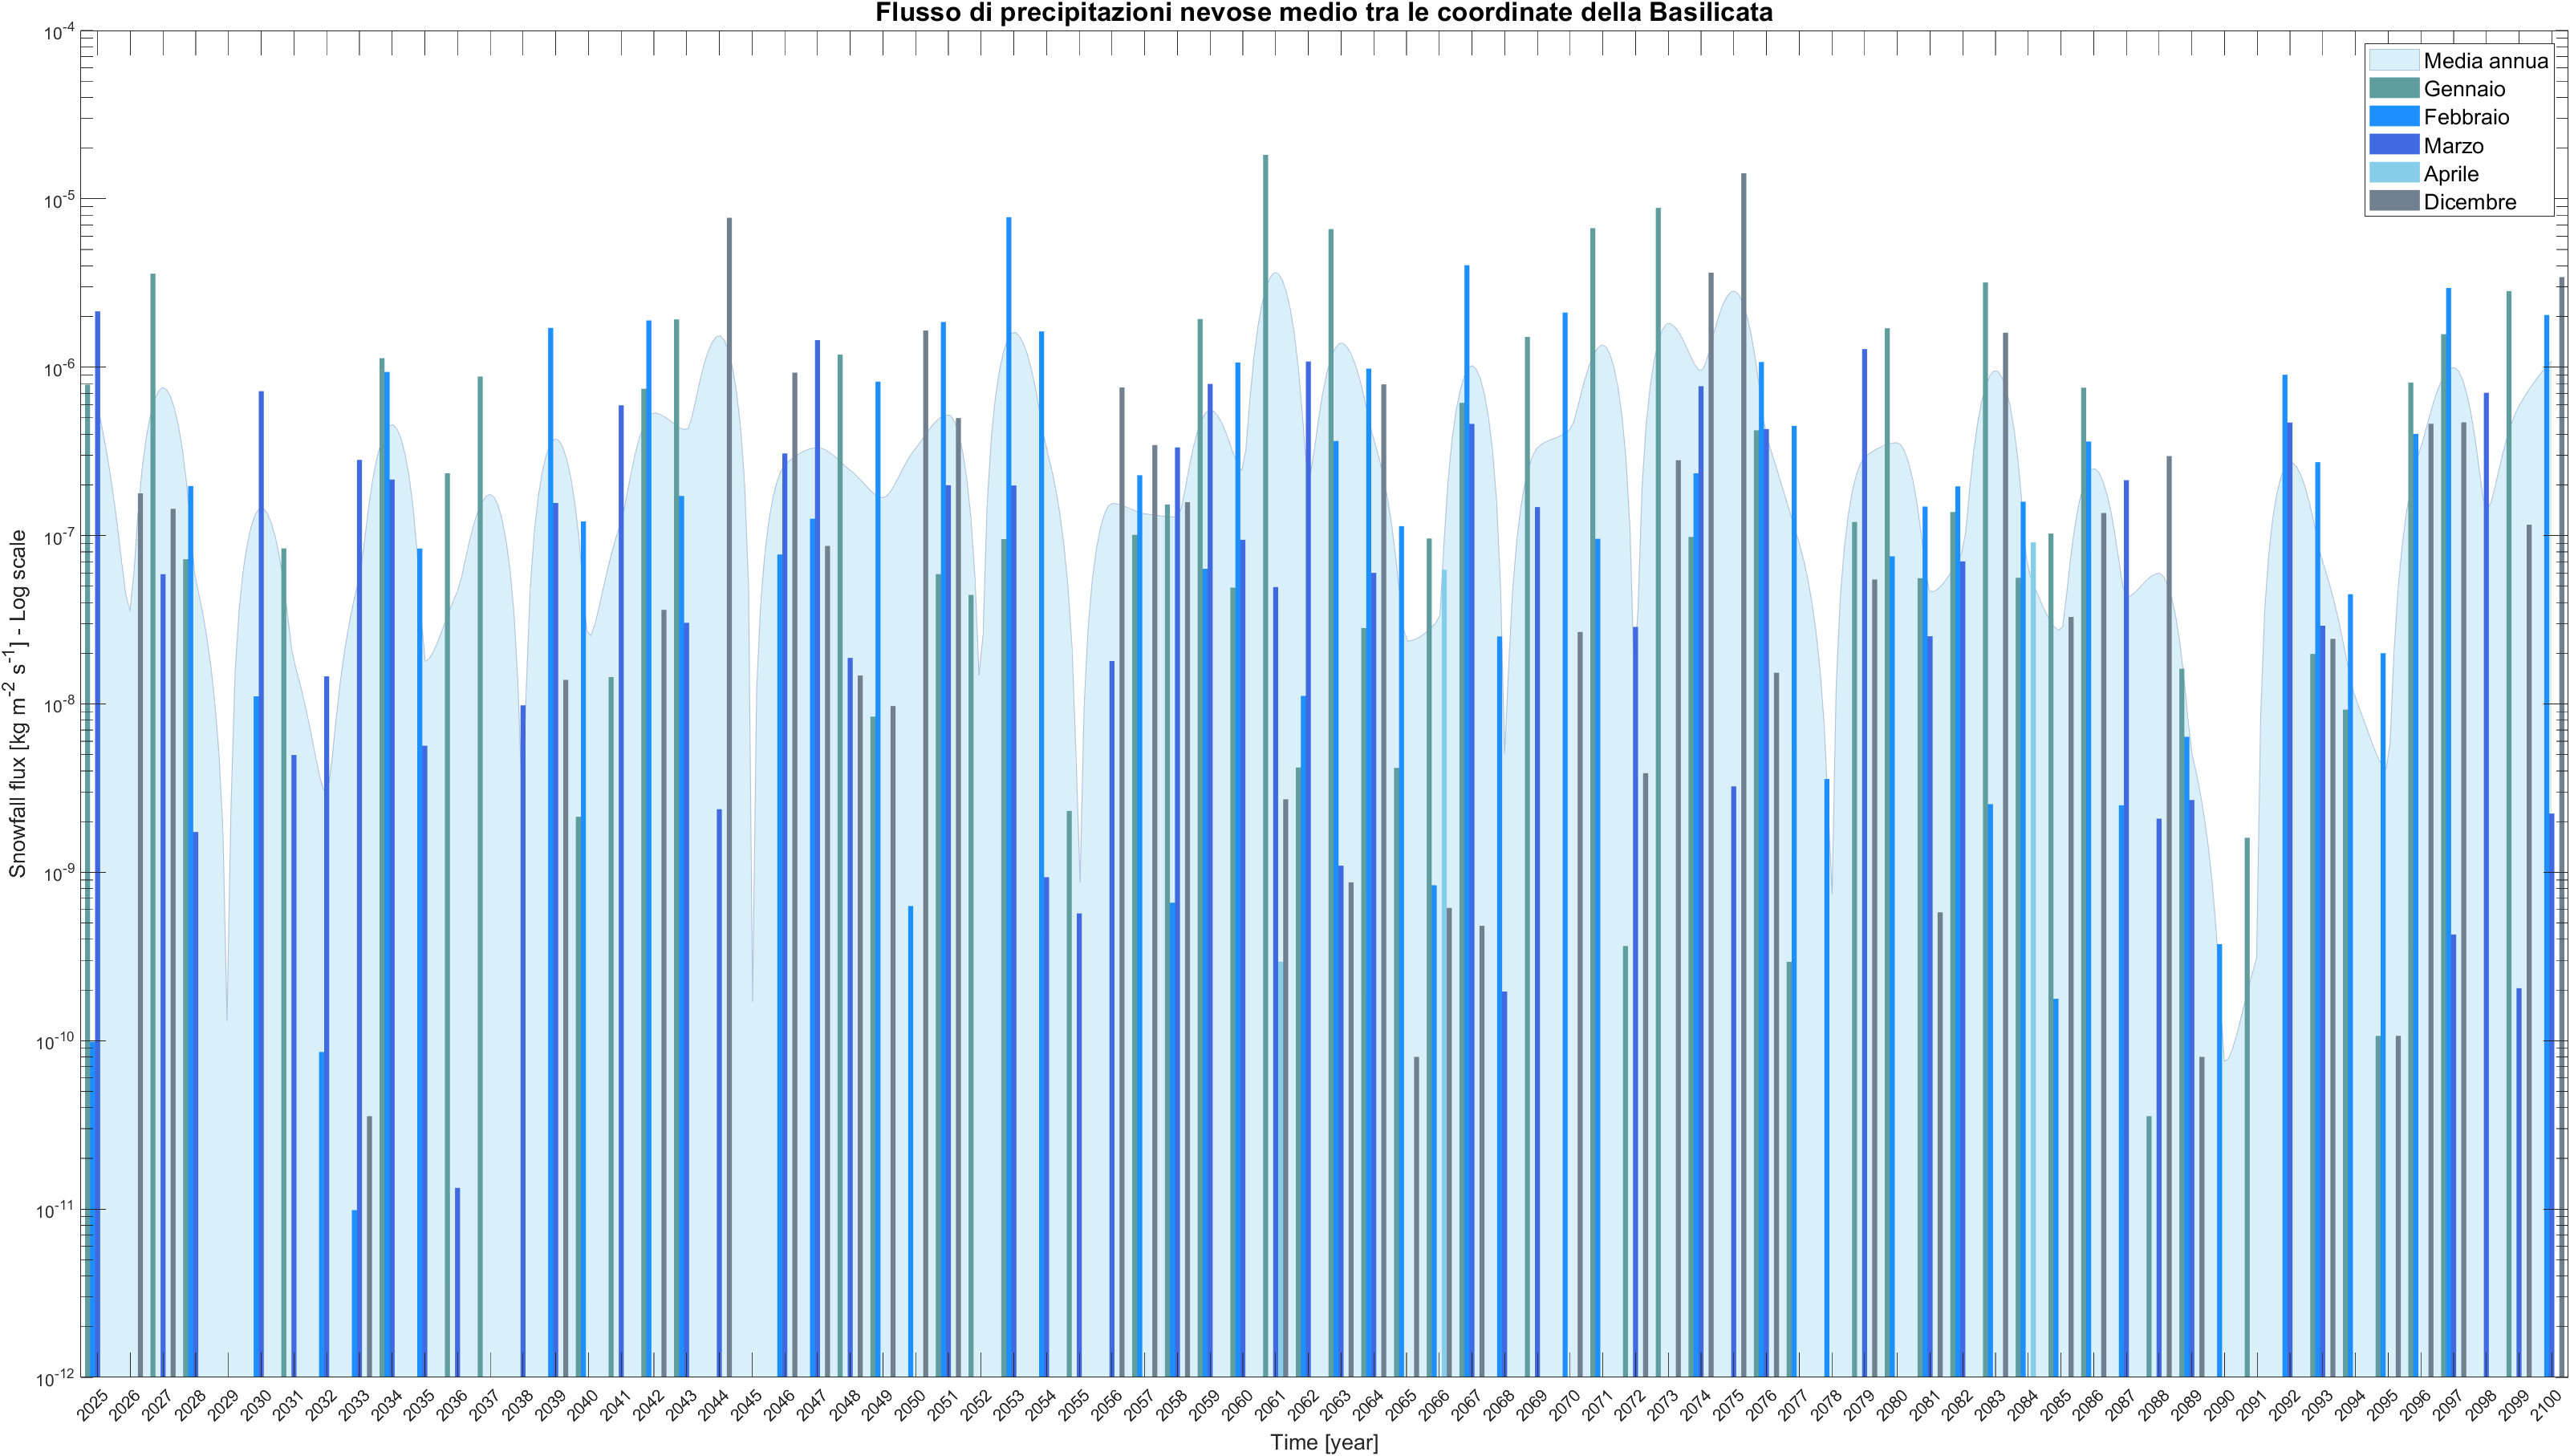 Flusso di precipitazioni nevose medio tra le coordinate della Basilicata
Snowfall flux [kg m-2 s-1] - Log scale
10-4
10-5
10-6
10-7
10-8
10-9
10-10
10-11
10-12
Media annua
Gennaio
Febbraio
Marzo
Aprile
Dicembre
2025 2026 2027 2028 2029 2030 2031 2032 2033 2034 2035 2036 2037 2038 2039 2040 2041 2042 2043 2044 2045 2046 2047 2048 2049 2050 2051 2052 2053 2054 2055 2056 2057 2058 2059 2060 2061 2062 2063 2064 2065 2066 2067 2068 2069 2070 2071 2072 2073 2074 2075 2076 2077 2078 2079 2080 2081 2082 2083 2084 2085 2086 2087 2088 2089 2090 2091 2092 2093 2094 2095 2096 2097 2098 2099 2100
Time [year]